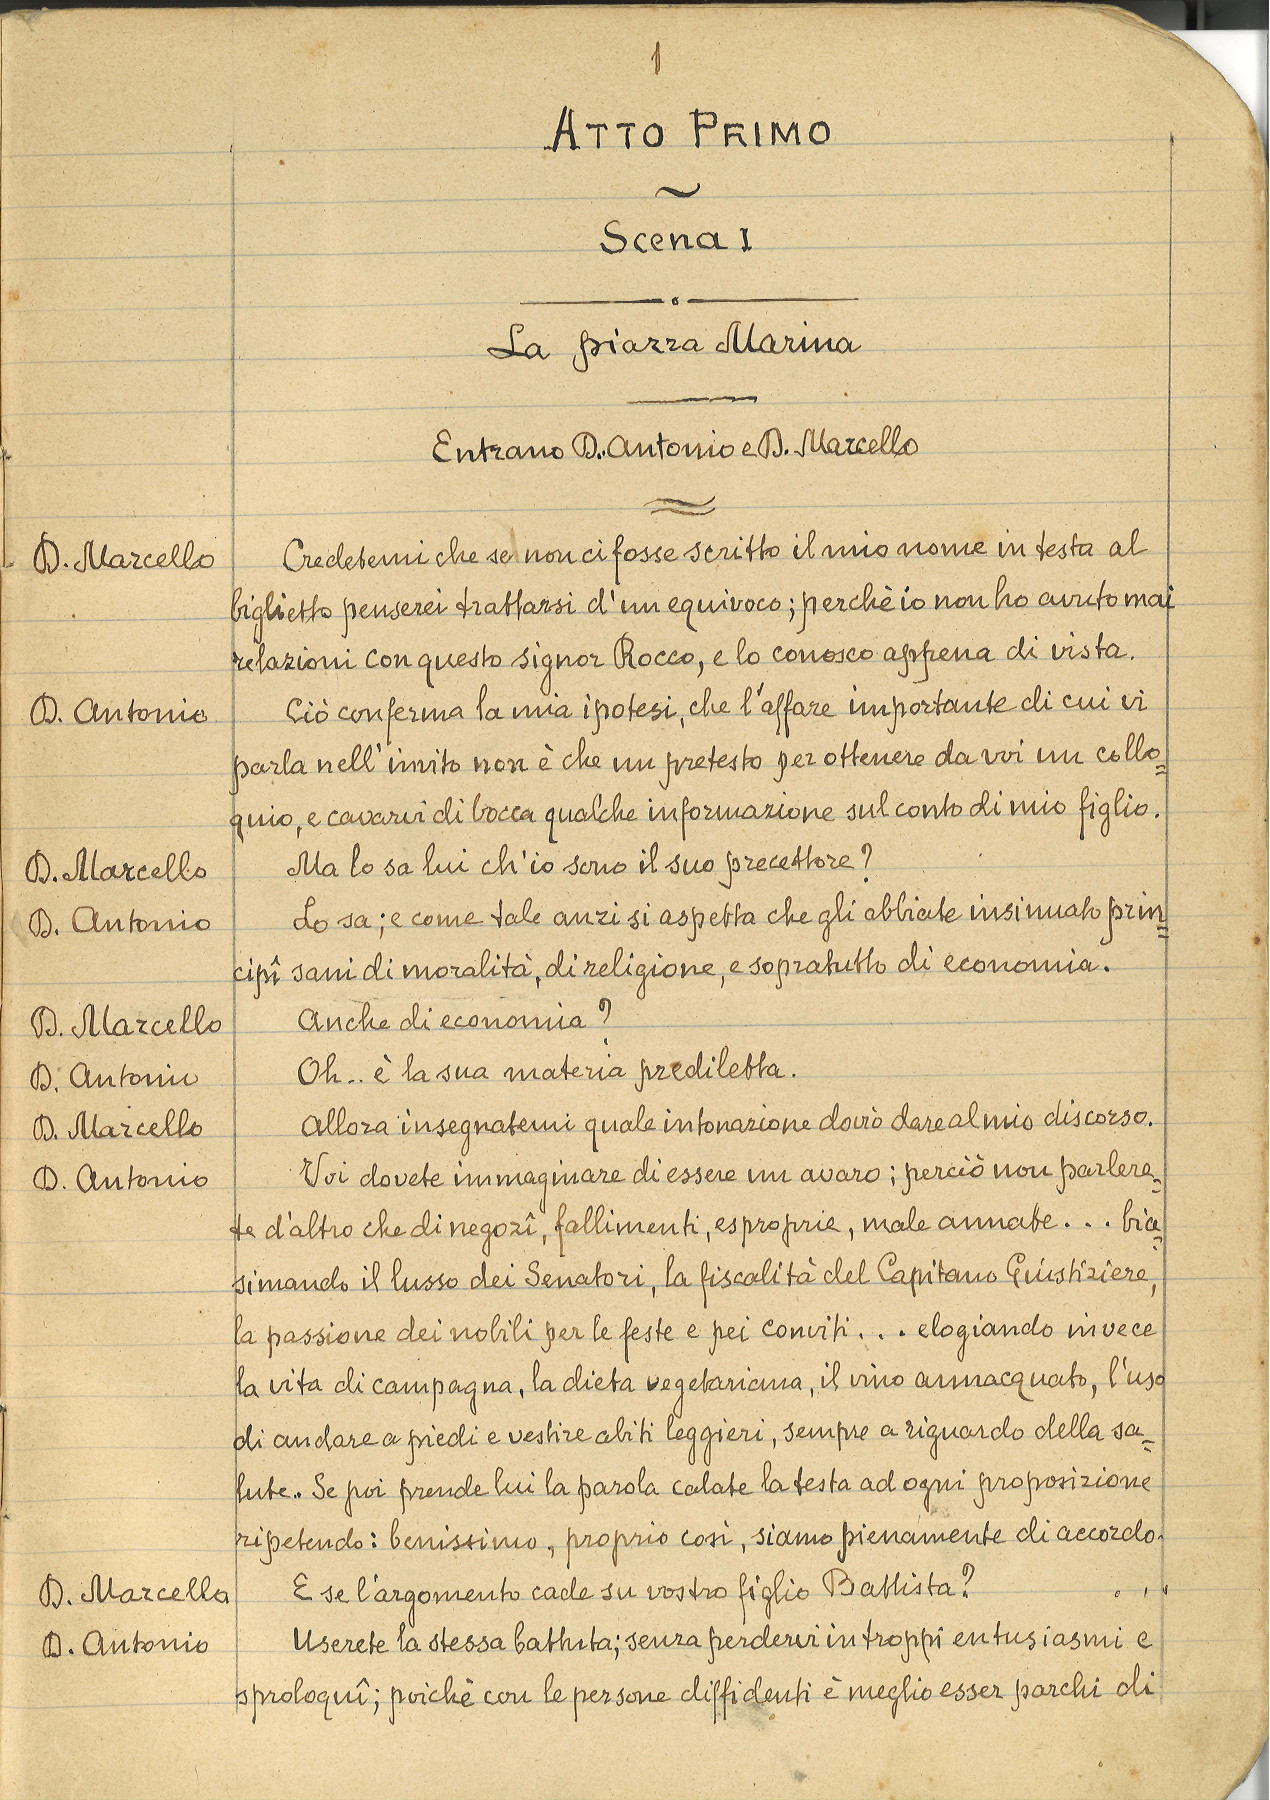 1
ATTO PRIMO
Scena I
La piazza Marina
Entrano D. Antonio e D. Marcello
D. Marcello Credetemi che se non ci fosse scritto il mio nome in testa al
biglietto penserei trattarsi d'un equivoco; perchè io non ho avuto mai
relazioni con questo signor Rocco, e lo conosco appena di vista.
D. Antonio Ciò conferma la mia ipotesi, che l'affare importante di cui vi
parla nell'invito non è che un pretesto per ottenere da voi un collo=
quio, e cavarvi di bocca qualche informazione sul conto di mio figlio.
D. Marcello Ma lo sa lui ch'io sono il suo precettore?
D. Antonio Lo sa; e come tale anzi si aspetta che gli abbiate insinuato prin=
cipî sani di moralità, di religione, e sopratutto di economia.
D. Marcello Anche di economia?
D. Antonio Oh.. è la sua materia prediletta.
D. Marcello Allora insegnatemi quale intonazione dovrò dare al mio discorso.
D. Antonio Voi dovete immaginare di essere un avaro; perciò non parlere=
te d'altro che di negozî, fallimenti, esproprie, male annate... bia=
simando il lusso dei Senatori, la fiscalità del Capitano Giustiziere,
la passione dei nobili per le feste e pei conviti... elogiando invece
la vita di campagna, la dieta vegetariana, il vino annacquato, l'uso
di andare a piedi e vestire abiti leggieri, sempre a riguardo della sa=
lute.. Se poi prende lui la parola calate la testa ad ogni proposizione
ripetendo: benissimo, proprio così, siamo pienamente di accordo.
D. Marcello E se l'argomento cade su vostro figlio Battista?
D. Antonio Userete la stessa battuta; senza perdervi in troppi entusiasmi e
sproloquî; poichè con le persone diffidenti è meglio esser parchi di